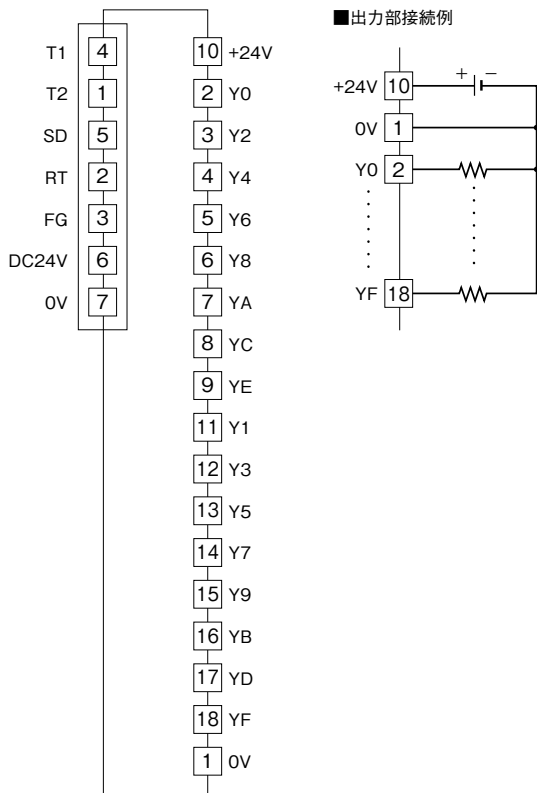 T1 4
T2 1
SD 5
RT 2
FG 3
DC24V 6
0V 7
10 +24V
2 Y0
3 Y2
4 Y4
5 Y6
6 Y8
7 YA
8 YC
9 YE
11 Y1
12 Y3
13 Y5
14 Y7
15 Y9
16 YB
17 YD
18 YF
1 0V
■出力部接続例
+ −
+24V 10
0V 1
Y0 2
YF 18